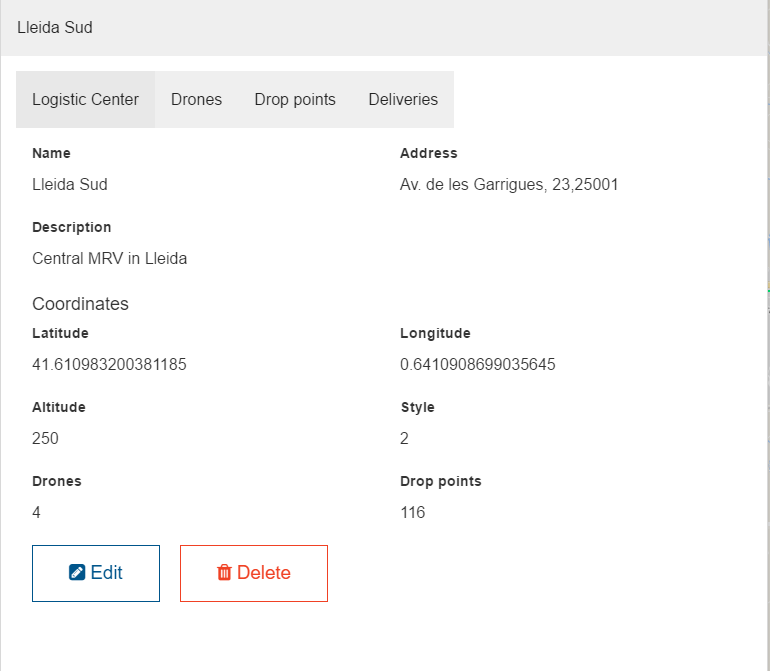 Lleida Sud
Logistic Center Drones Drop points Deliveries
Name Address
Lleida Sud Av. de les Garrigues, 23,25001
Description
Central MRV in Lleida
Coordinates
Latitude Longitude
41.610983200381185 0.6410908699035645
Altitude Style
250 2
Drones Drop points
4 116
Edit Delete